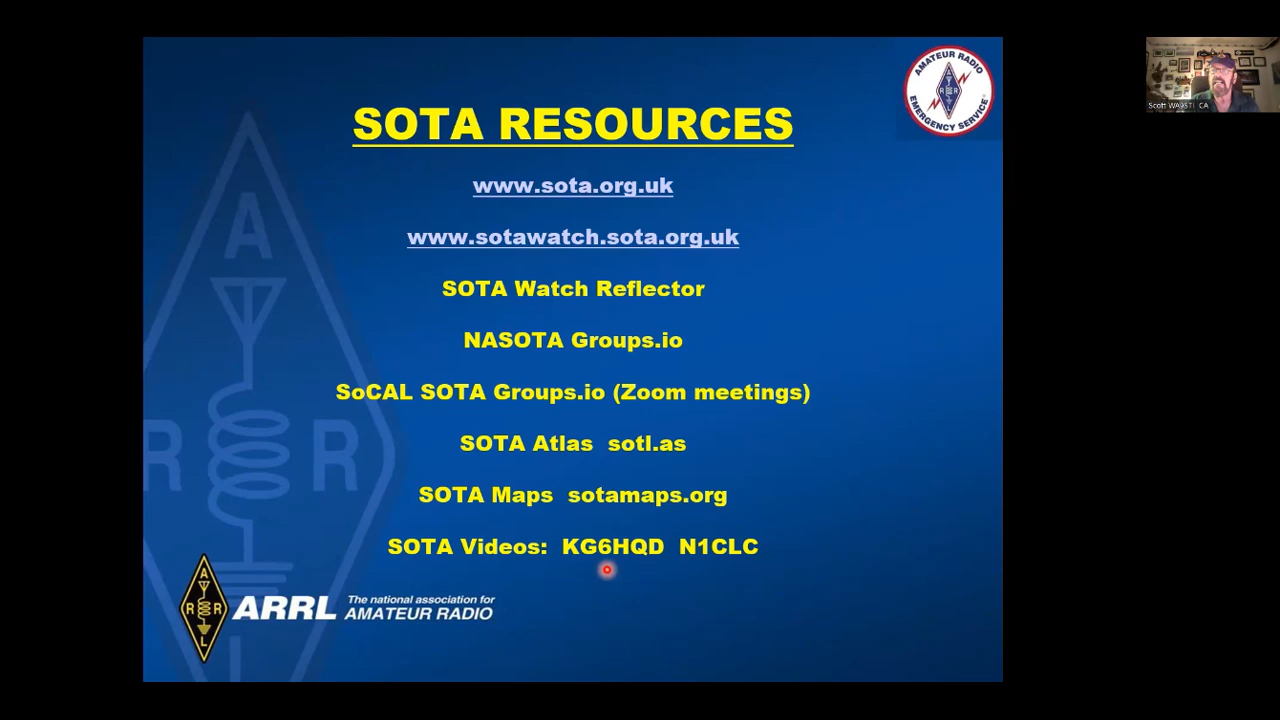 AMATEUR RADIO
EMERGENCY SERVICE
A
R R
L
SOTA RESOURCES
www.sota.org.uk
www.sotawatch.sota.org.uk
SOTA Watch Reflector
NASOTA Groups.io
SoCAL SOTA Groups.io (Zoom meetings)
SOTA Atlas sotl.as
SOTA Maps sotamaps.org
SOTA Videos: KG6HQD N1CLC
A
R R
L
A
R R
L
ARRL
The national association for
AMATEUR RADIO
Scott
CA